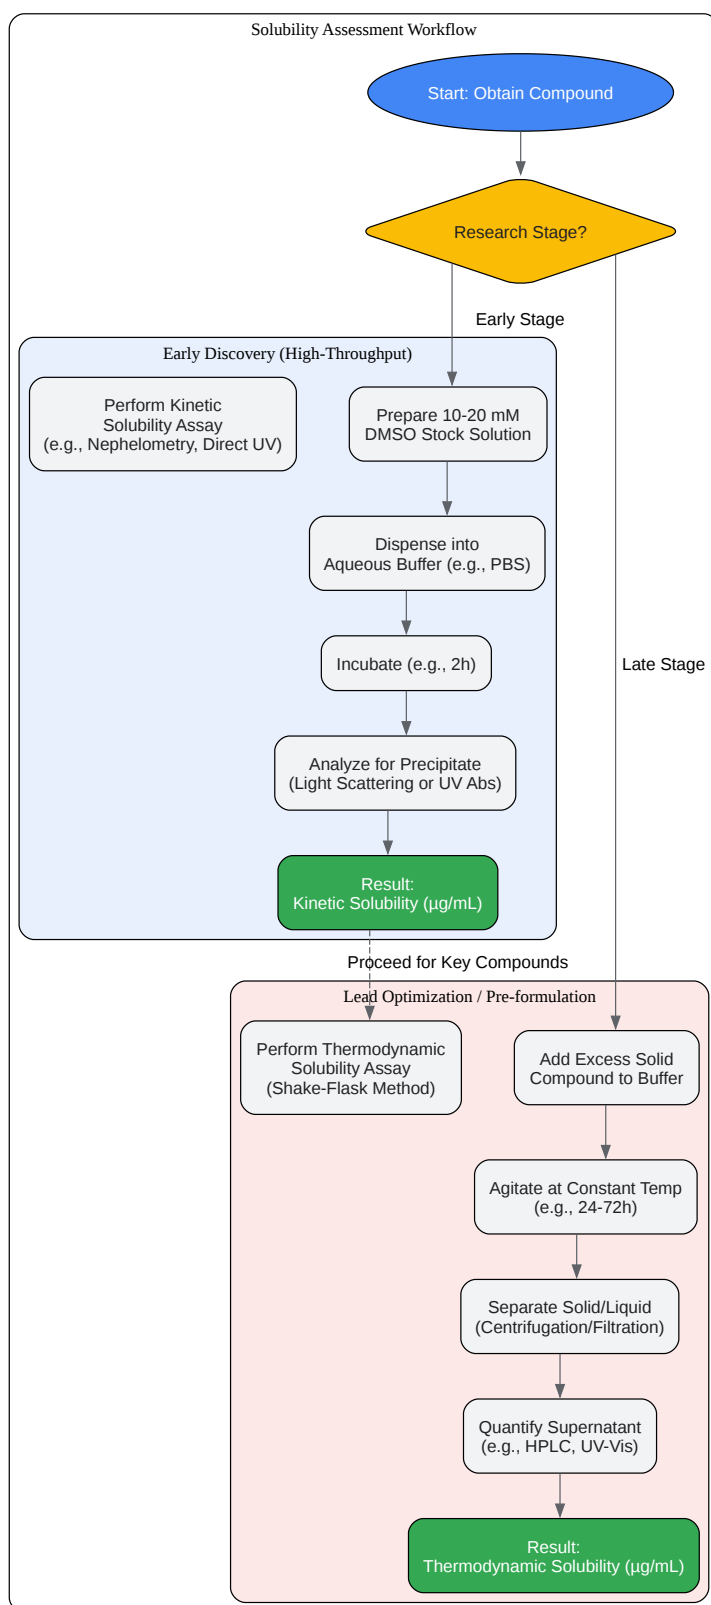 Solubility Assessment Workflow
Start: Obtain Compound
Research Stage?
Early Stage
Early Discovery (High-Throughput)
Perform Kinetic
Solubility Assay
(e.g., Nephelometry, Direct UV)
Prepare 10-20 mM
DMSO Stock Solution
Dispense into
Aqueous Buffer (e.g., PBS)
Incubate (e.g., 2h)
Late Stage
Analyze for Precipitate
(Light Scattering or UV Abs)
Result:
Kinetic Solubility (µg/mL)
Proceed for Key Compounds
Lead Optimization / Pre-formulation
Perform Thermodynamic
Solubility Assay
(Shake-Flask Method)
Add Excess Solid
Compound to Buffer
Agitate at Constant Temp
(e.g., 24-72h)
Separate Solid/Liquid
(Centrifugation/Filtration)
Quantify Supernatant
(e.g., HPLC, UV-Vis)
Result:
Thermodynamic Solubility (µg/mL)